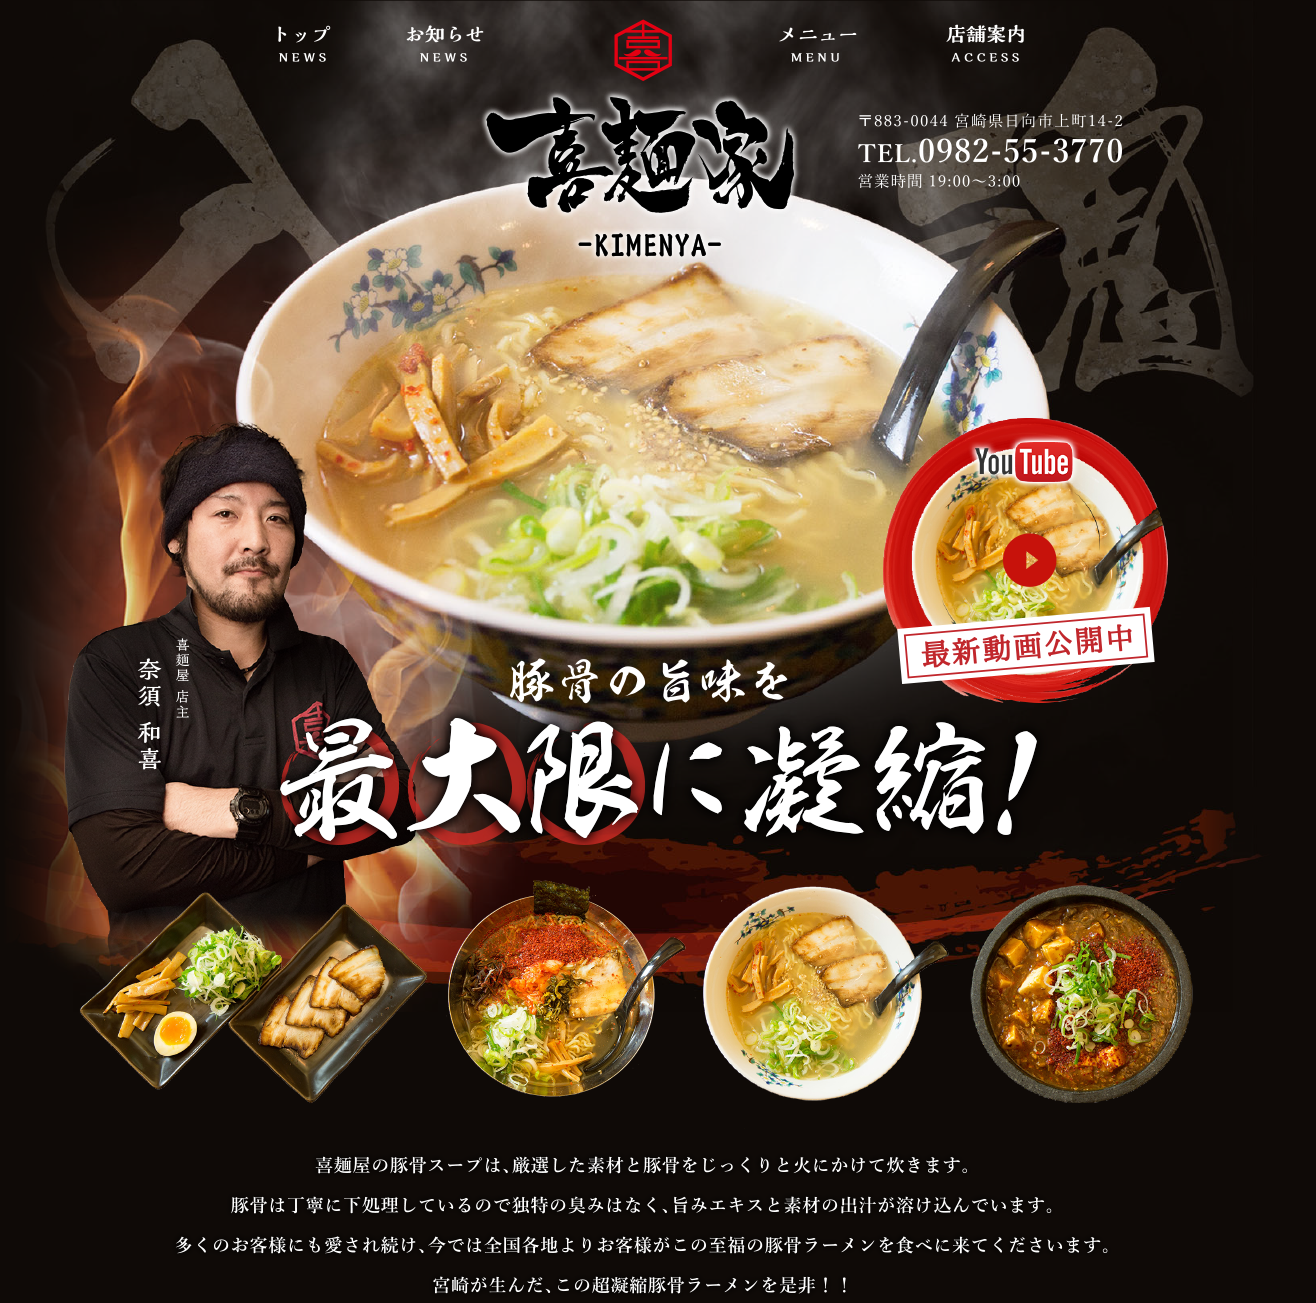 トップ
NEWS
お知らせ
NEWS
喜
メニュー
MENU
店舗案内
ACCESS
入魂
喜麺家
-KIMENYA-
〒883-0044 宮崎県日向市上町14-2
TEL.0982-55-3770
営業時間 19:00〜3:00
YouTube
最新動画公開中
喜麺屋 店主
奈須 和喜
豚骨の旨味を
最大限に凝縮!
喜麺屋の豚骨スープは、厳選した素材と豚骨をじっくりと火にかけて炊きます。
豚骨は丁寧に下処理しているので独特の臭みはなく、旨みエキスと素材の出汁が溶け込んでいます。
多くのお客様にも愛され続け、今では全国各地よりお客様がこの至福の豚骨ラーメンを食べに来てくださいます。
宮崎が生んだ、この超凝縮豚骨ラーメンを是非！！